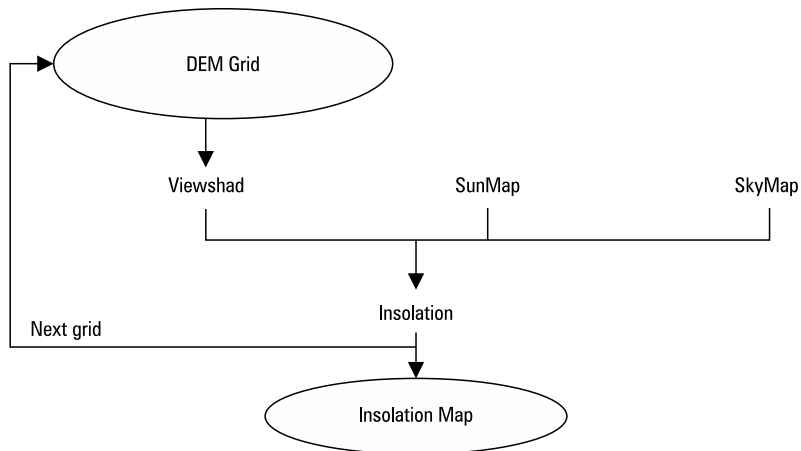 DEM Grid
Viewshad
SunMap
SkyMap
Insolation
Next grid
Insolation Map